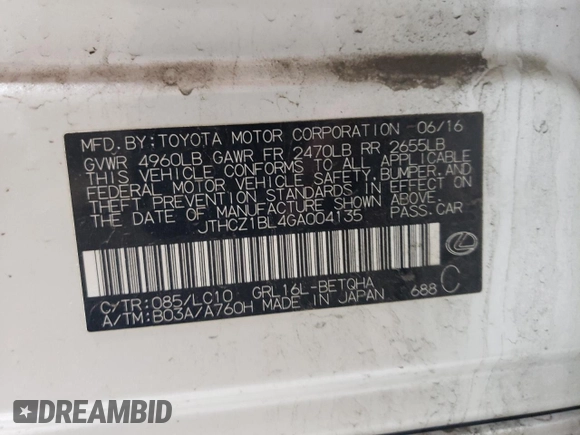 MFD. BY: TOYOTA MOTOR CORPORATION 06/16
GVWR 4960LB GAWR FR 2470LB RR 2655LB
THIS VEHICLE CONFORMS TO ALL APPLICABLE
FEDERAL MOTOR VEHICLE SAFETY, BUMPER, AND
THEFT PREVENTION STANDARDS IN EFFECT ON
THE DATE OF MANUFACTURE SHOWN ABOVE.
JTHCZ1BL4GA004135 PASS. CAR
C/TR: 085/LC10 GRL16L-BETQHA
A/TM: B03A/A760H MADE IN JAPAN 688 C
DREAMBID